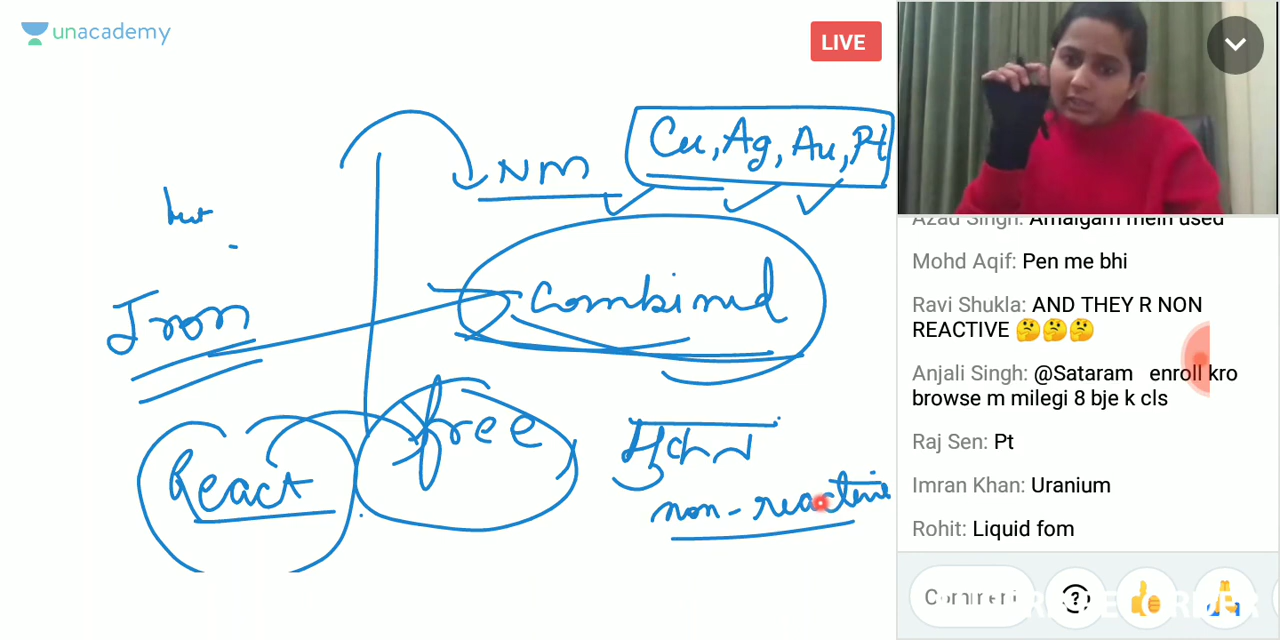 unacademy
LIVE
NM
Cu, Ag, Au, Pt
Iron
Combined
free
React
मुक्त
non-reactive
Azad Singh: Amalgam mein used
Mohd Aqif: Pen me bhi
Ravi Shukla: AND THEY R NON
REACTIVE 🤔🤔🤔
Anjali Singh: @Sataram enroll kro
browse m milegi 8 bje k cls
Raj Sen: Pt
Imran Khan: Uranium
Rohit: Liquid fom